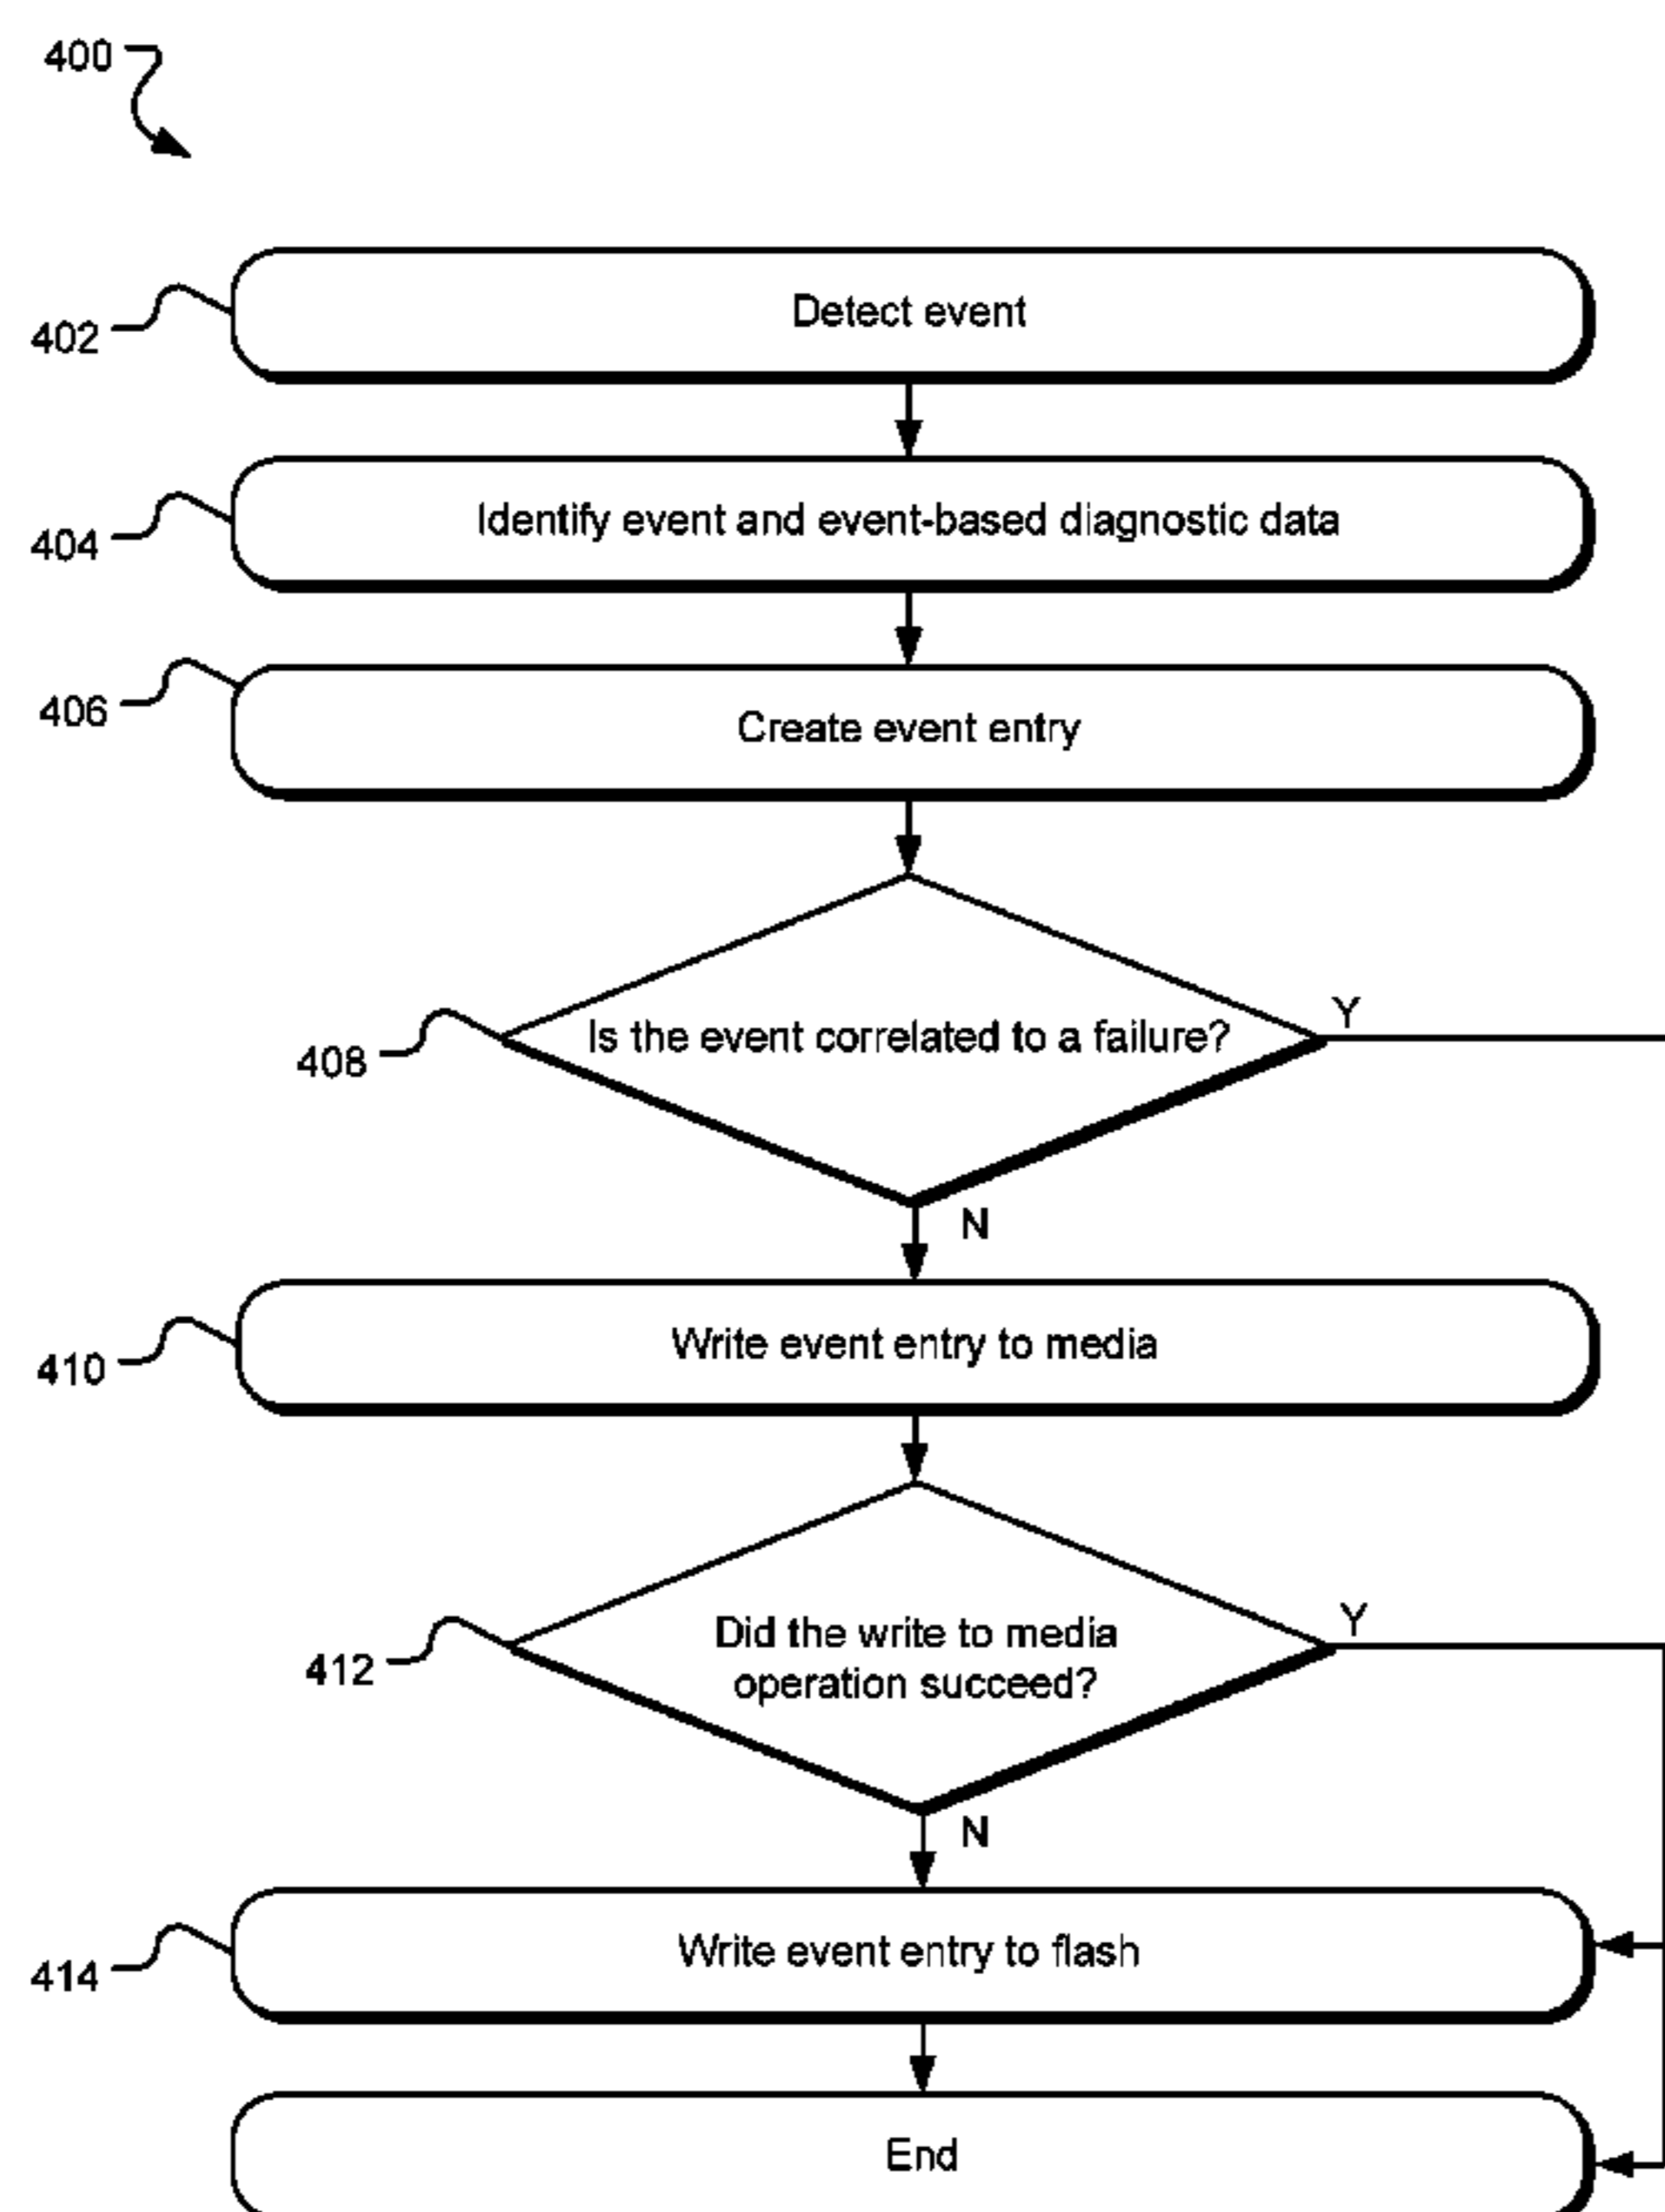 400
402
Detect event
404
Identify event and event-based diagnostic data
406
Create event entry
408
Is the event correlated to a failure?
Y
N
410
Write event entry to media
412
Did the write to media
operation succeed?
Y
N
414
Write event entry to flash
End